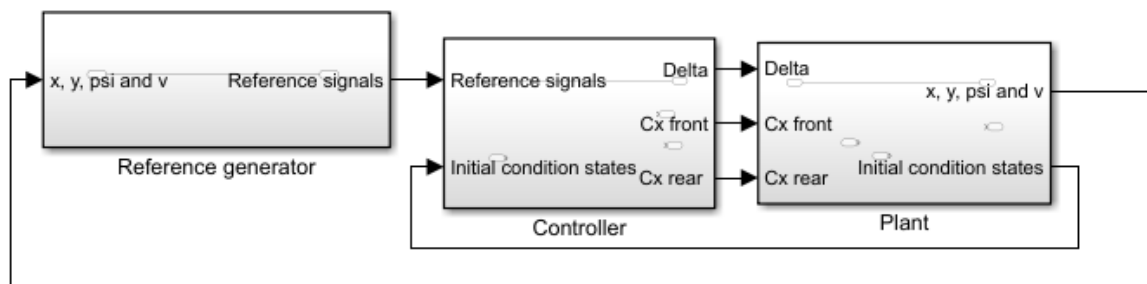 x, y, psi and v
Reference signals
Reference generator
Reference signals
Initial condition states
Delta
Cx front
Cx rear
Controller
Delta
Cx front
Cx rear
x, y, psi and v
Initial condition states
Plant